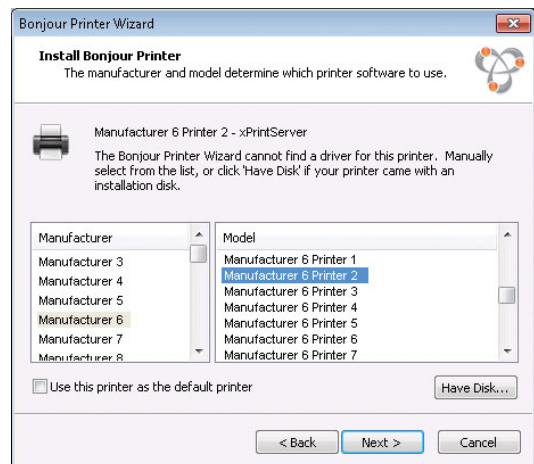 Bonjour Printer Wizard
Install Bonjour Printer
The manufacturer and model determine which printer software to use.
Manufacturer 6 Printer 2 - xPrintServer
The Bonjour Printer Wizard cannot find a driver for this printer.  Manually
select from the list, or click 'Have Disk' if your printer came with an
installation disk.
Manufacturer
Manufacturer 3
Manufacturer 4
Manufacturer 5
Manufacturer 6
Manufacturer 7
Manufacturer 8
Model
Manufacturer 6 Printer 1
Manufacturer 6 Printer 2
Manufacturer 6 Printer 3
Manufacturer 6 Printer 4
Manufacturer 6 Printer 5
Manufacturer 6 Printer 6
Manufacturer 6 Printer 7
Use this printer as the default printer
Have Disk...
< Back
Next >
Cancel